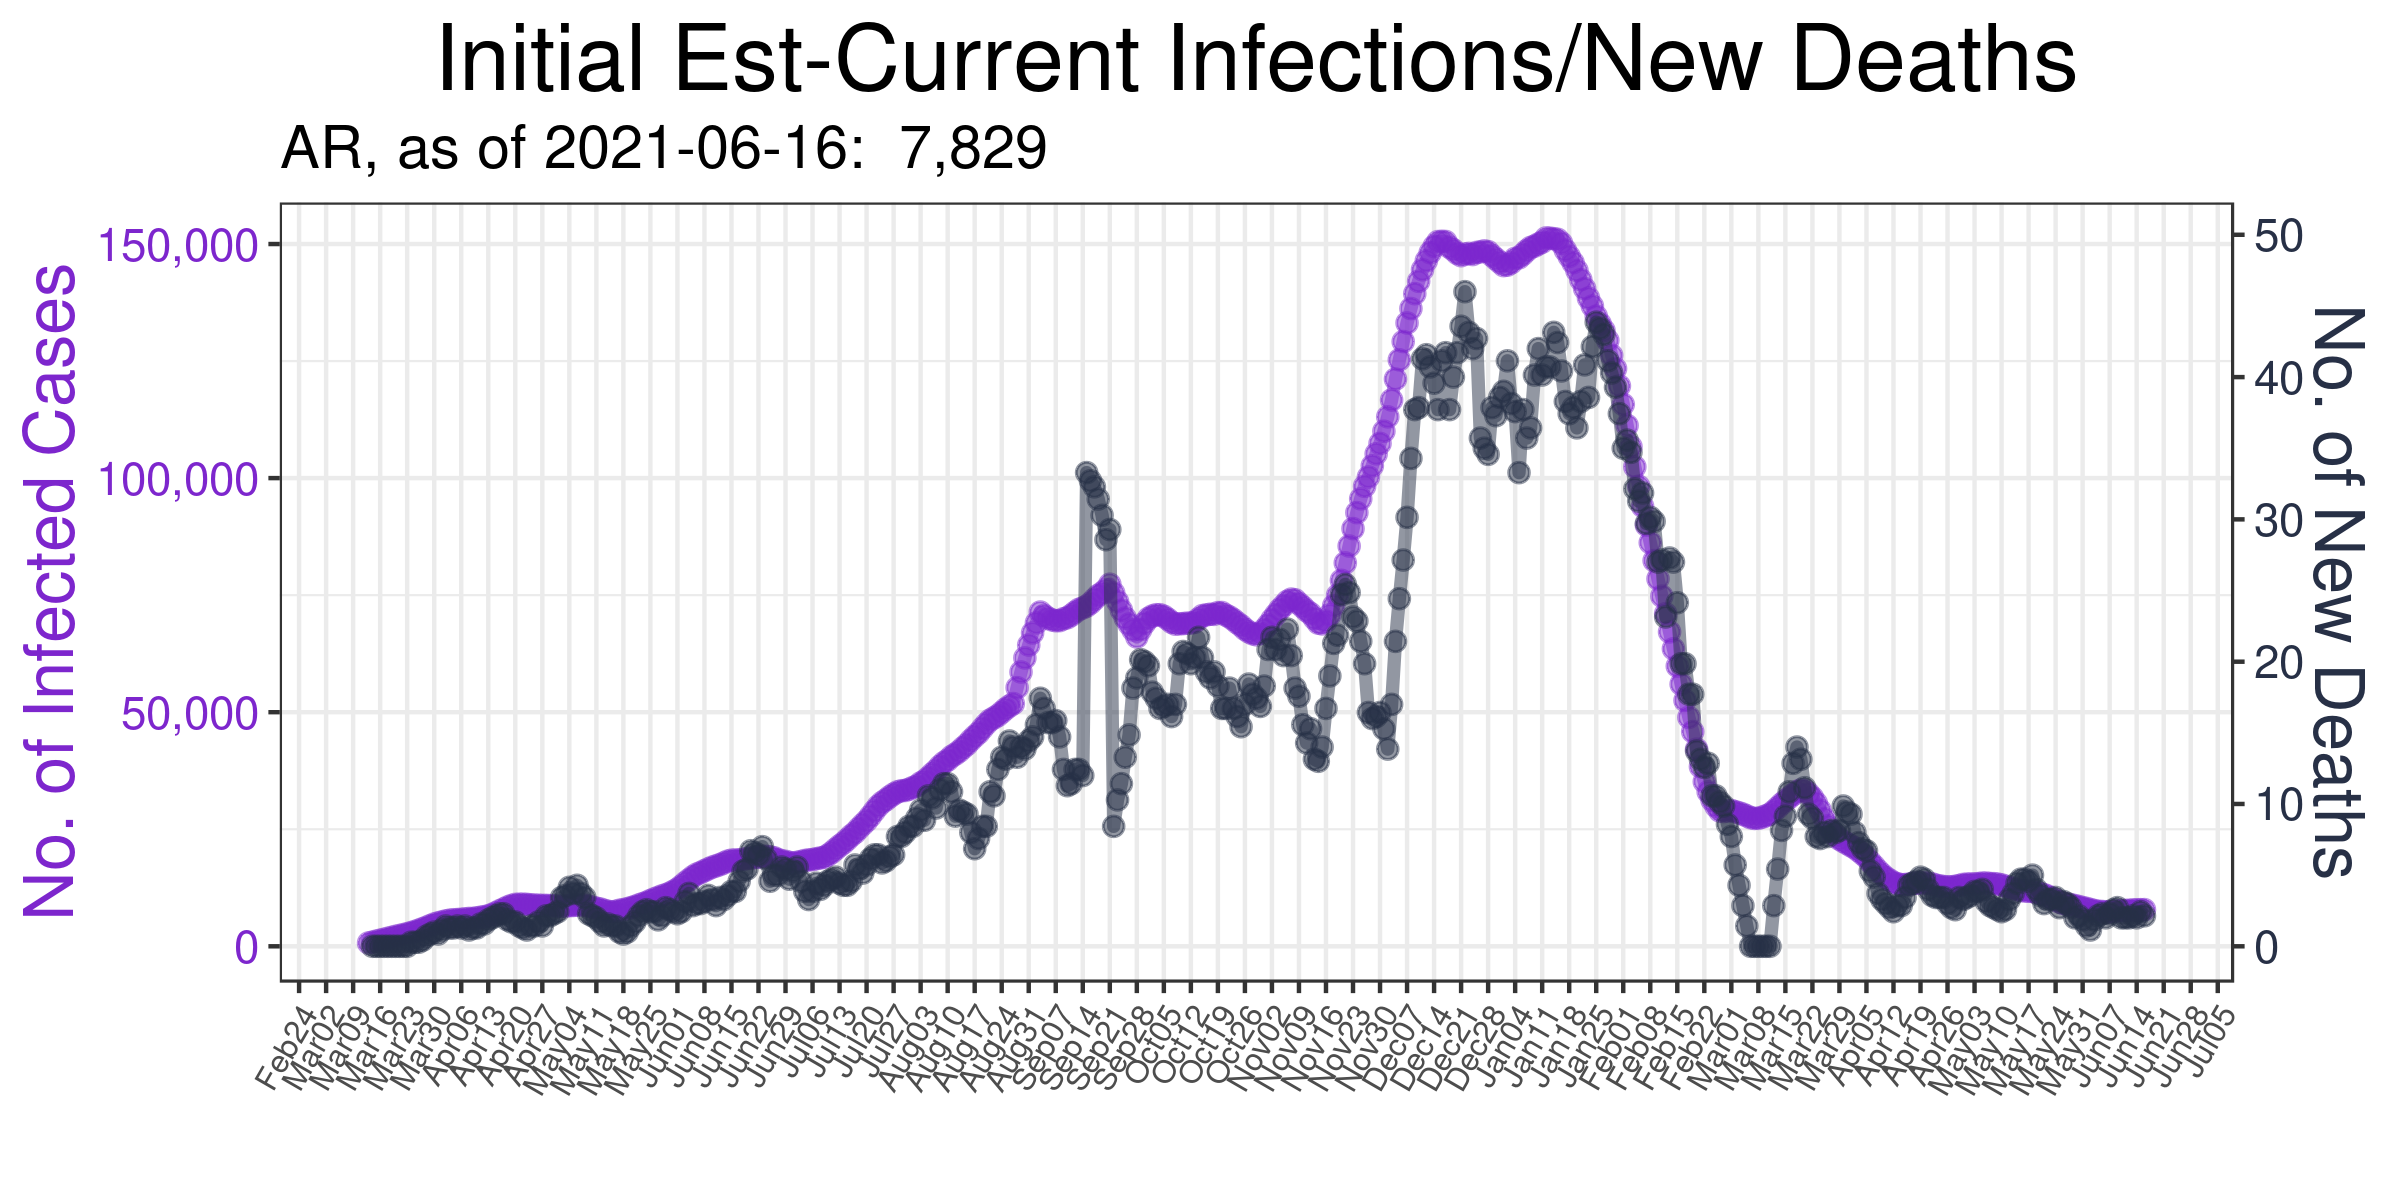 Initial Est-Current Infections/New Deaths
AR, as of 2021-06-16:  7,829
No. of Infected Cases
150,000
100,000
50,000
0
50
40
30
20
10
0
No. of New Deaths
Feb24
Mar02
Mar09
Mar16
Mar23
Mar30
Apr06
Apr13
Apr20
Apr27
May04
May11
May18
May25
Jun01
Jun08
Jun15
Jun22
Jun29
Jul06
Jul13
Jul20
Jul27
Aug03
Aug10
Aug17
Aug24
Aug31
Sep07
Sep14
Sep21
Sep28
Oct05
Oct12
Oct19
Oct26
Nov02
Nov09
Nov16
Nov23
Nov30
Dec07
Dec14
Dec21
Dec28
Jan04
Jan11
Jan18
Jan25
Feb01
Feb08
Feb15
Feb22
Mar01
Mar08
Mar15
Mar22
Mar29
Apr05
Apr12
Apr19
Apr26
May03
May10
May17
May24
May31
Jun07
Jun14
Jun21
Jun28
Jul05